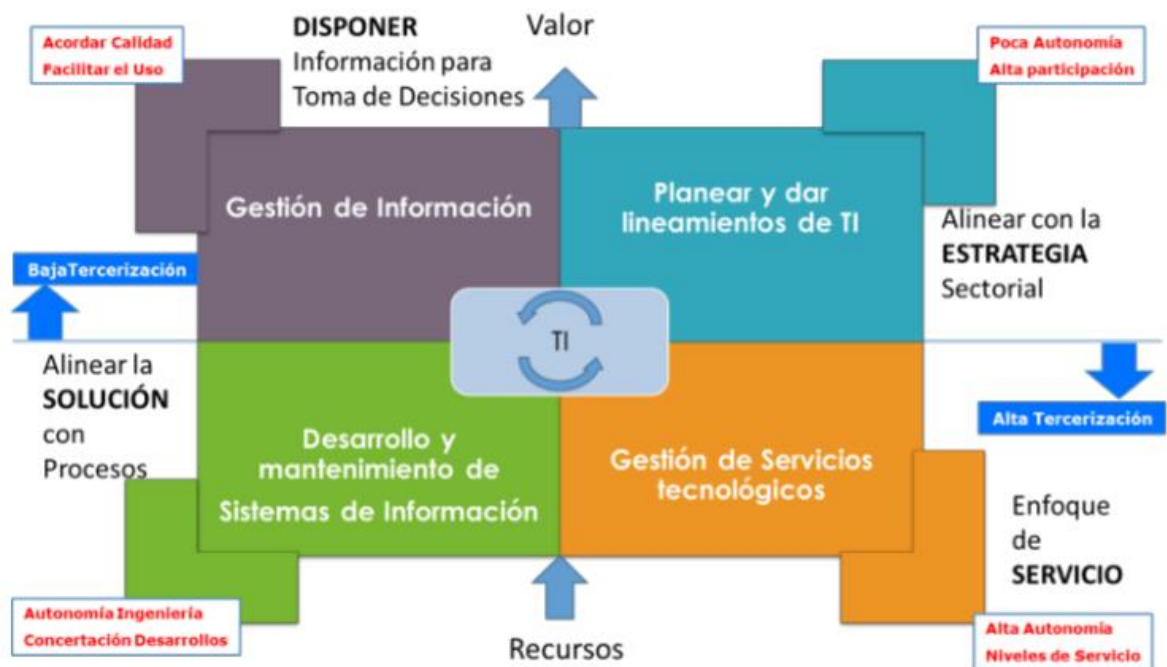 Acordar Calidad
Facilitar el Uso
DISPONER
Información para
Toma de Decisiones
Valor
Poca Autonomía
Alta participación
Gestión de Información
Planear y dar
lineamientos de TI
Alinear con la
ESTRATEGIA
Sectorial
BajaTercerización
TI
Alinear la
SOLUCIÓN
con
Procesos
Alta Tercerización
Desarrollo y
mantenimiento de
Sistemas de Información
Gestión de Servicios
tecnológicos
Enfoque
de
SERVICIO
Autonomía Ingeniería
Concertación Desarrollos
Recursos
Alta Autonomía
Niveles de Servicio